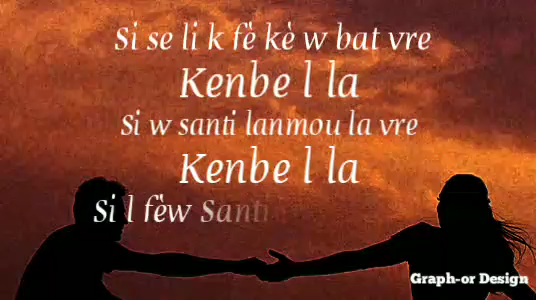 Si se li k fè kè w bat vre
Kenbe l la
Si w santi lanmou la vre
Kenbe l la
Si l fèw Santi
Graph-or Design